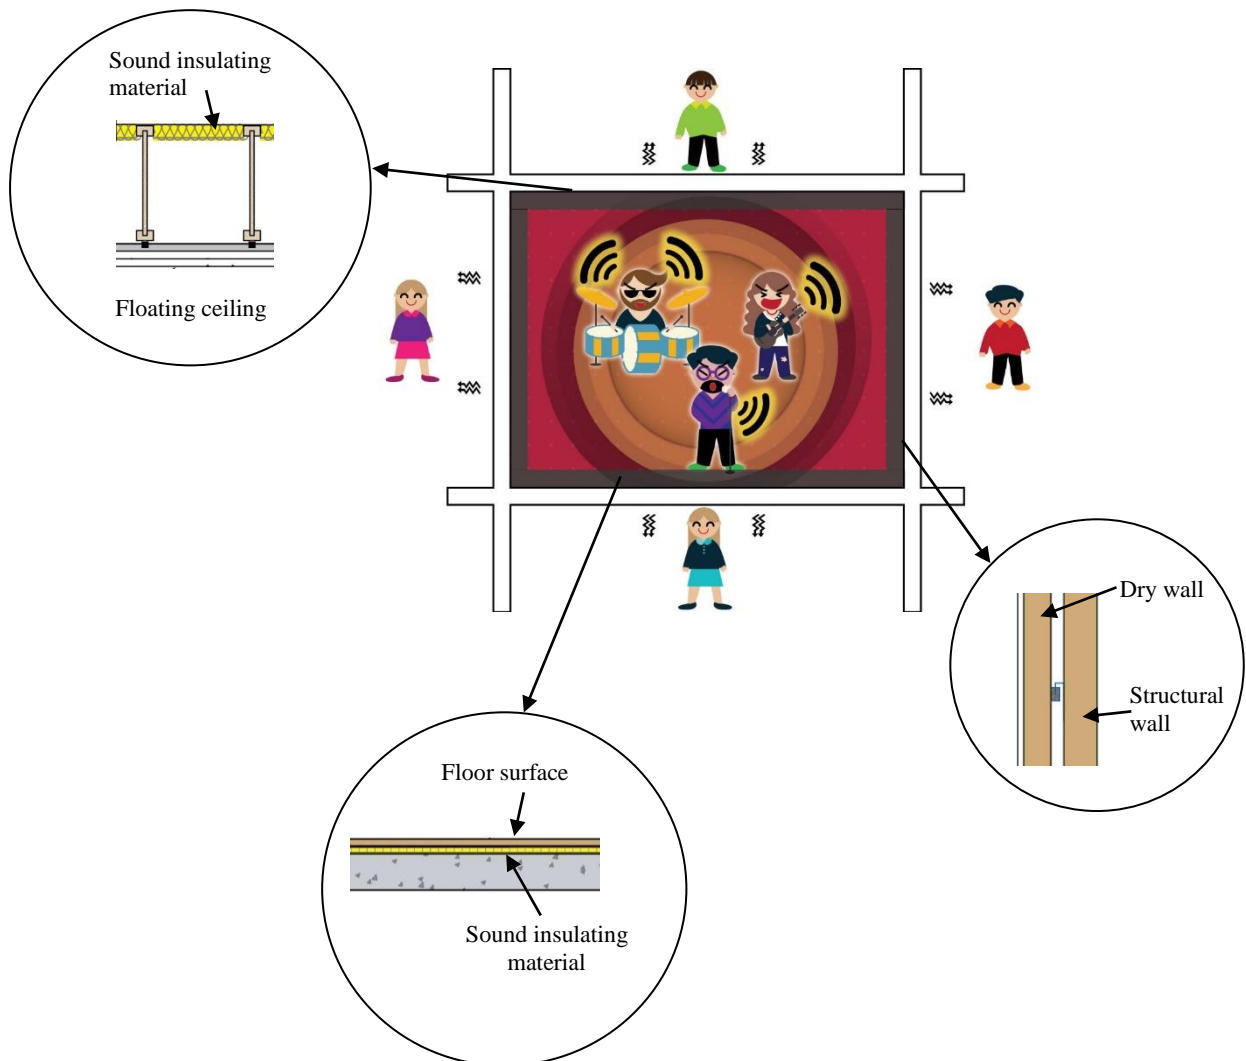 Sound insulating
material
Floating ceiling
Dry wall
Structural
wall
Floor surface
Sound insulating
material